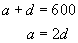 a + d = 600
a = 2d